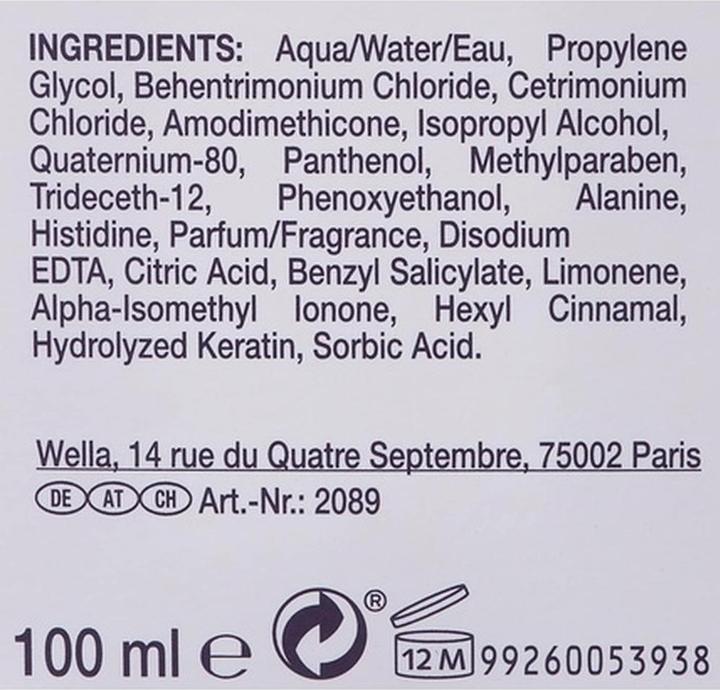 INGREDIENTS: Aqua/Water/Eau, Propylene
Glycol, Behentrimonium Chloride, Cetrimonium
Chloride, Amodimethicone, Isopropyl Alcohol,
Quaternium-80, Panthenol, Methylparaben,
Trideceth-12, Phenoxyethanol, Alanine,
Histidine, Parfum/Fragrance, Disodium
EDTA, Citric Acid, Benzyl Salicylate, Limonene,
Alpha-Isomethyl Ionone, Hexyl Cinnamal,
Hydrolyzed Keratin, Sorbic Acid.
Wella, 14 rue du Quatre Septembre, 75002 Paris
DE AT CH Art.-Nr.: 2089
100 ml ℮ ® 12 M 99260053938